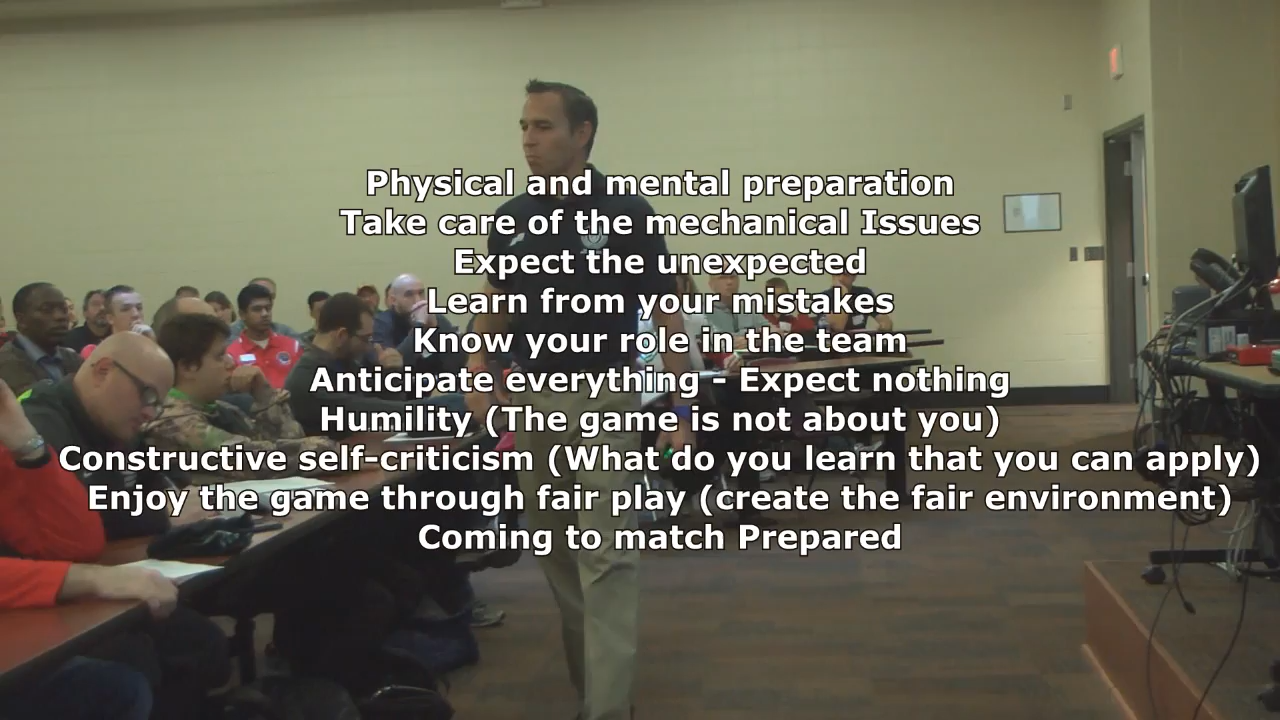 Physical and mental preparation
Take care of the mechanical Issues
Expect the unexpected
Learn from your mistakes
Know your role in the team
Anticipate everything - Expect nothing
Humility (The game is not about you)
Constructive self-criticism (What do you learn that you can apply)
Enjoy the game through fair play (create the fair environment)
Coming to match Prepared